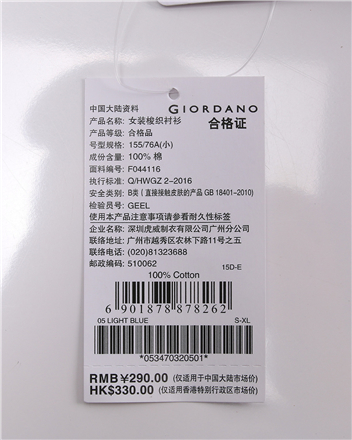 中国大陆资料 GIORDANO
产品名称: 女装梭织衬衫 合格证
产品等级: 合格品
号型规格: 155/76A(小)
成份含量: 100% 棉
面料编号: F044116
执行标准: Q/HWGZ 2-2016
安全类别: B类 (直接接触皮肤的产品 GB 18401-2010)
检验员号: GEEL
使用本产品注意事项请参看耐久性标签
企业名称: 深圳虎威制衣有限公司广州分公司
联络地址: 广州市越秀区农林下路11号之五
联络电话: (020)81323688
邮政编码: 510062
15D-E
100% Cotton
6 901878 878262
05 LIGHT BLUE S-XL
*053470320501*
RMB¥290.00 (仅适用于中国大陆市场价)
HK$330.00 (仅适用香港特别行政区市场价)